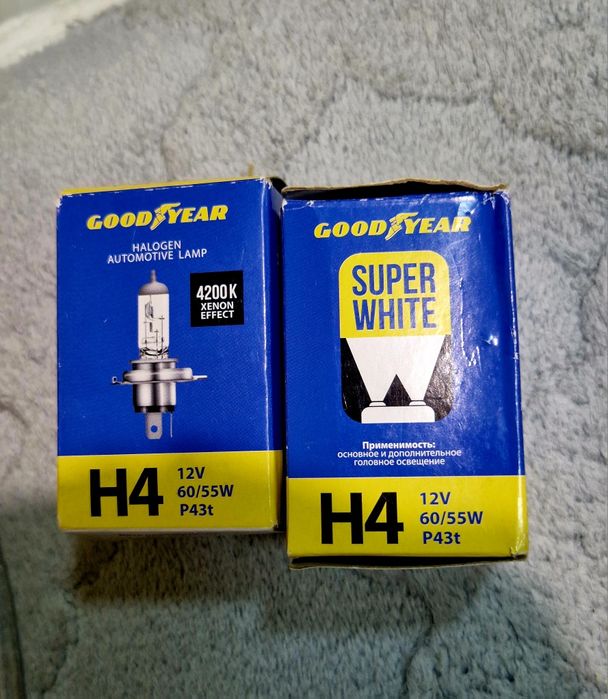 GOODYEAR
HALOGEN
AUTOMOTIVE LAMP
4200K
XENON
EFFECT
H4
12V
60/55W
P43t
GOODYEAR
SUPER
WHITE
Применимость:
основное и дополнительное
головное освещение
H4
12V
60/55W
P43t